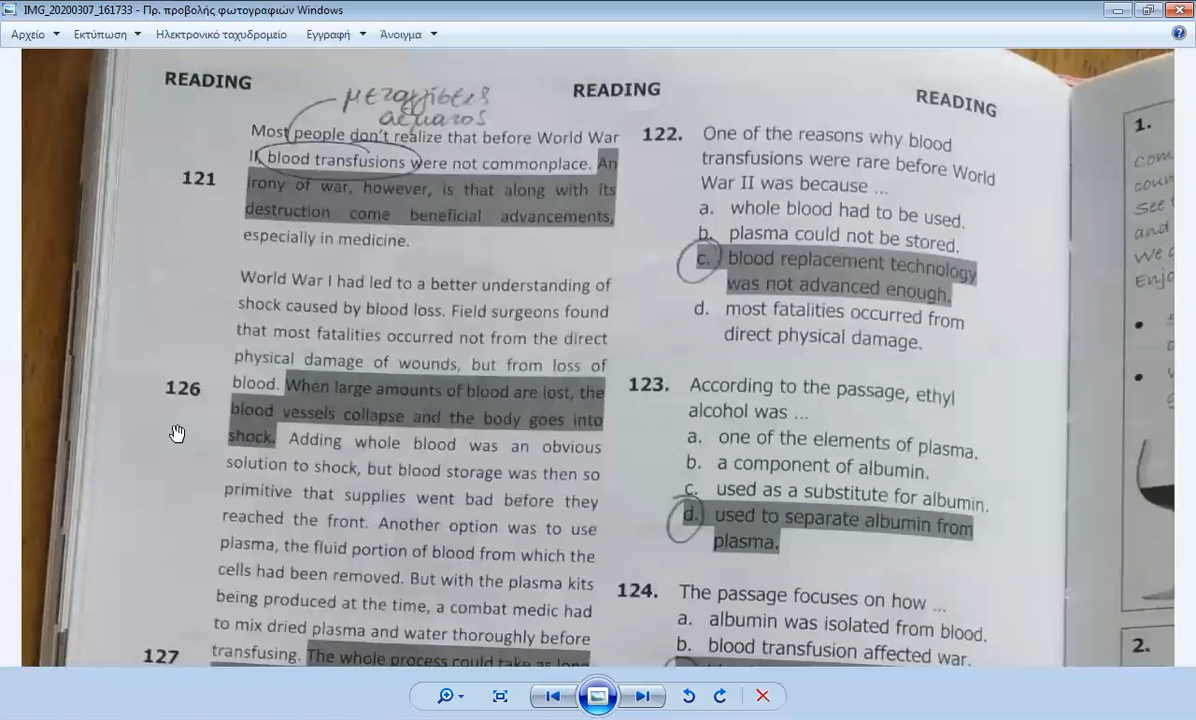 IMG_20200307_161733 - Πρ. προβολής φωτογραφιών Windows
Αρχείο Εκτύπωση Ηλεκτρονικό ταχυδρομείο Εγγραφή Άνοιγμα
READING READING READING
μεταγγίσεις
αίματος
Most people don't realize that before World War
II, blood transfusions were not commonplace. An
121 irony of war, however, is that along with its
destruction come beneficial advancements,
especially in medicine.
World War I had led to a better understanding of
shock caused by blood loss. Field surgeons found
that most fatalities occurred not from the direct
physical damage of wounds, but from loss of
126 blood. When large amounts of blood are lost, the
blood vessels collapse and the body goes into
shock. Adding whole blood was an obvious
solution to shock, but blood storage was then so
primitive that supplies went bad before they
reached the front. Another option was to use
plasma, the fluid portion of blood from which the
cells had been removed. But with the plasma kits
being produced at the time, a combat medic had
to mix dried plasma and water thoroughly before
127 transfusing. The whole process could take as long
122. One of the reasons why blood
transfusions were rare before World
War II was because ...
a. whole blood had to be used.
b. plasma could not be stored.
c. blood replacement technology
was not advanced enough.
d. most fatalities occurred from
direct physical damage.
123. According to the passage, ethyl
alcohol was ...
a. one of the elements of plasma.
b. a component of albumin.
c. used as a substitute for albumin.
d. used to separate albumin from
plasma.
124. The passage focuses on how ...
a. albumin was isolated from blood.
b. blood transfusion affected war.
1.
com
coun
See t
and
We a
Enjo
2.